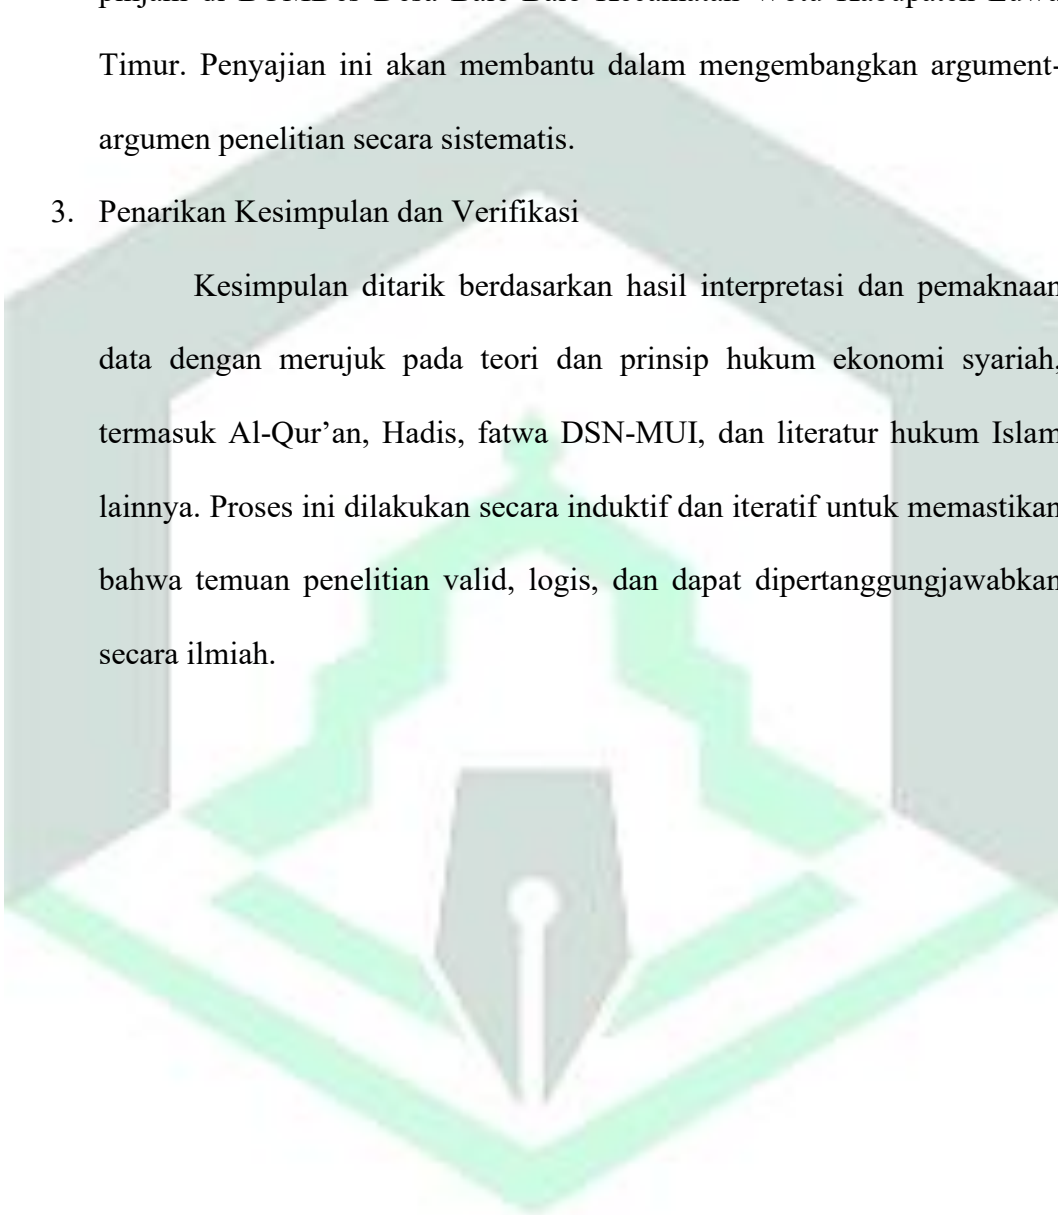 Timur. Penyajian ini akan membantu dalam mengembangkan argument-
argumen penelitian secara sistematis.
3. Penarikan Kesimpulan dan Verifikasi
Kesimpulan ditarik berdasarkan hasil interpretasi dan pemaknaan
data dengan merujuk pada teori dan prinsip hukum ekonomi syariah,
termasuk Al-Qur’an, Hadis, fatwa DSN-MUI, dan literatur hukum Islam
lainnya. Proses ini dilakukan secara induktif dan iteratif untuk memastikan
bahwa temuan penelitian valid, logis, dan dapat dipertanggungjawabkan
secara ilmiah.